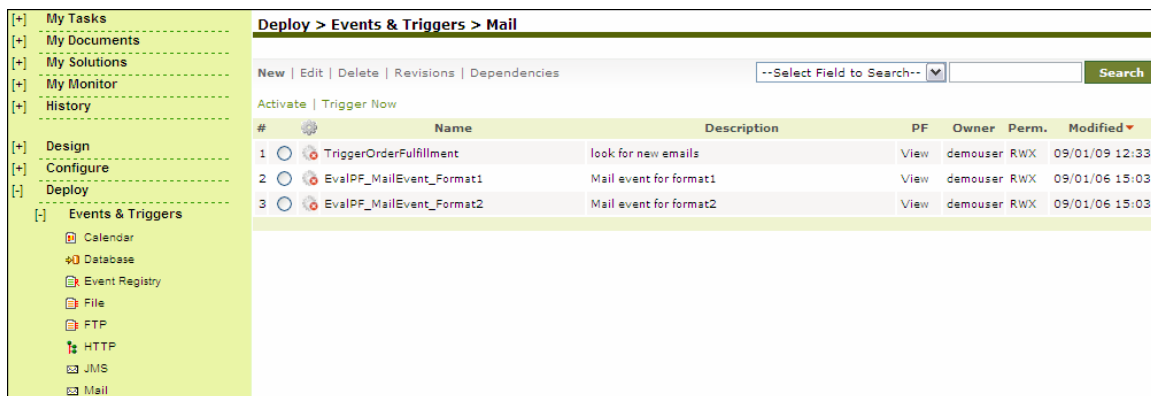 [+] My Tasks
[+] My Documents
[+] My Solutions
[+] My Monitor
[+] History
[+] Design
[+] Configure
[-] Deploy
[-] Events & Triggers
Calendar
Database
Event Registry
File
FTP
HTTP
JMS
Mail
Deploy > Events & Triggers > Mail
New | Edit | Delete | Revisions | Dependencies --Select Field to Search-- Search
Activate | Trigger Now
# Name Description PF Owner Perm. Modified
1 TriggerOrderFulfillment look for new emails View demouser RWX 09/01/09 12:33
2 EvalPF_MailEvent_Format1 Mail event for format1 View demouser RWX 09/01/06 15:03
3 EvalPF_MailEvent_Format2 Mail event for format2 View demouser RWX 09/01/06 15:03